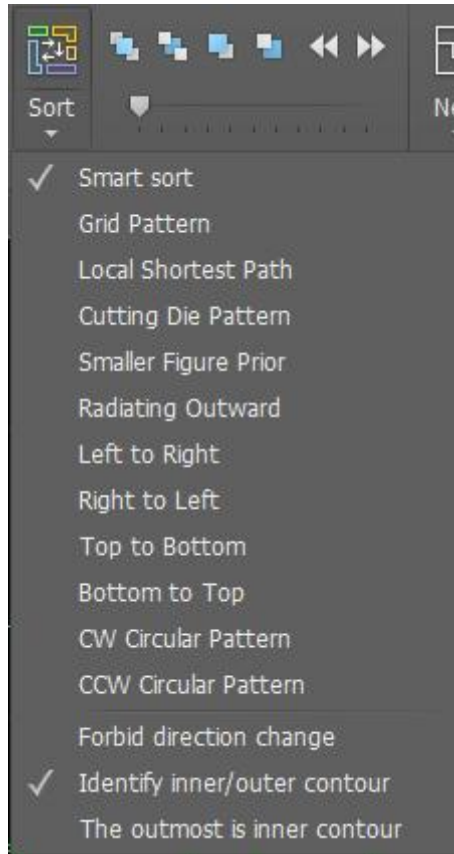 Sort
Smart sort
Grid Pattern
Local Shortest Path
Cutting Die Pattern
Smaller Figure Prior
Radiating Outward
Left to Right
Right to Left
Top to Bottom
Bottom to Top
CW Circular Pattern
CCW Circular Pattern
Forbid direction change
Identify inner/outer contour
The outmost is inner contour